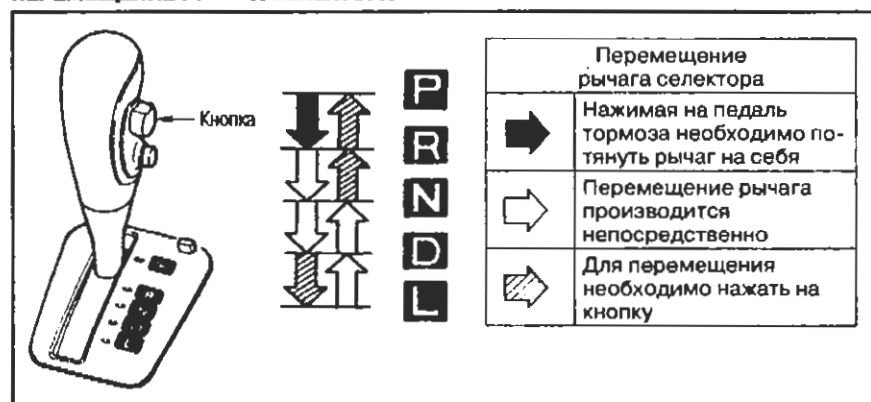 Кнопка
P
R
N
D
L
Перемещение
рычага селектора
Нажимая на педаль
тормоза необходимо по-
тянуть рычаг на себя
Перемещение рычага
производится
непосредственно
Для перемещения
необходимо нажать на
кнопку